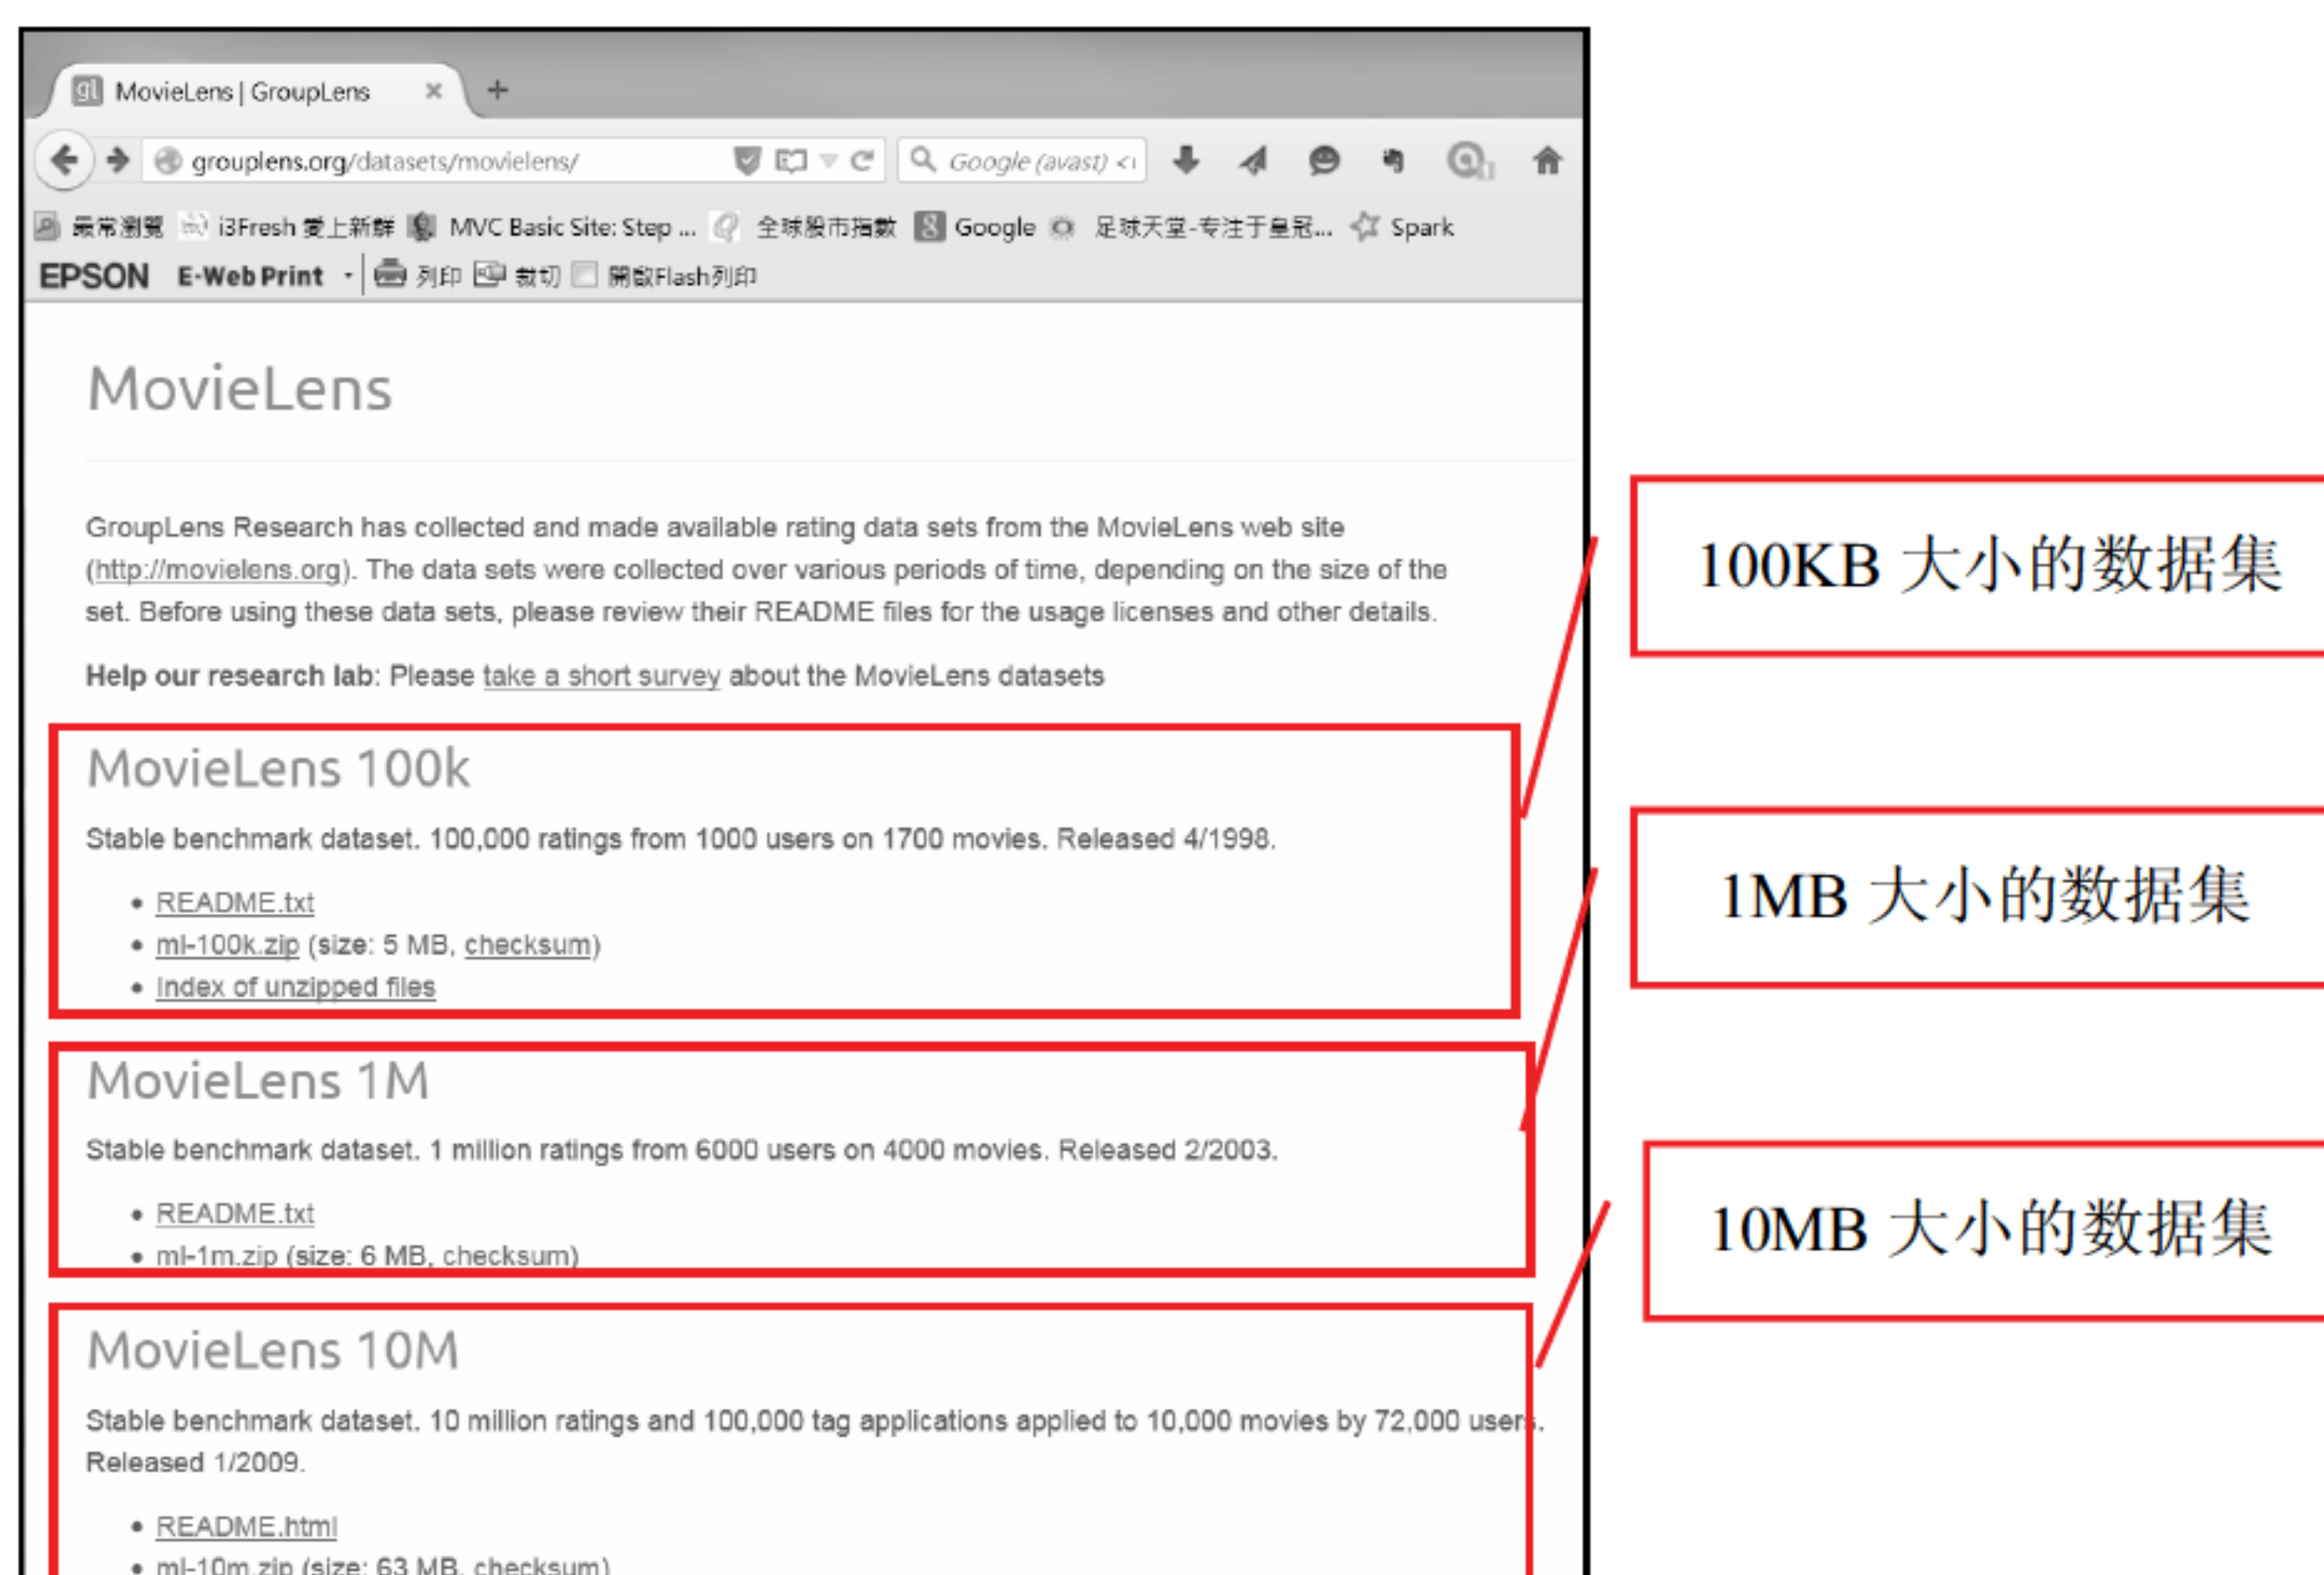 MovieLens | GroupLens
grouplens.org/datasets/movielens/
Google (avast)
最常瀏覽 i3Fresh 愛上新鮮 MVC Basic Site: Step ... 全球股市指數 Google 足球天堂-专注于皇冠... Spark
EPSON E-Web Print 列印 裁切 開啟Flash列印
MovieLens
GroupLens Research has collected and made available rating data sets from the MovieLens web site
(http://movielens.org). The data sets were collected over various periods of time, depending on the size of the
set. Before using these data sets, please review their README files for the usage licenses and other details.
Help our research lab: Please take a short survey about the MovieLens datasets
MovieLens 100k
Stable benchmark dataset. 100,000 ratings from 1000 users on 1700 movies. Released 4/1998.
• README.txt
• ml-100k.zip (size: 5 MB, checksum)
• Index of unzipped files
100KB 大小的数据集
MovieLens 1M
Stable benchmark dataset. 1 million ratings from 6000 users on 4000 movies. Released 2/2003.
• README.txt
• ml-1m.zip (size: 6 MB, checksum)
1MB 大小的数据集
MovieLens 10M
Stable benchmark dataset. 10 million ratings and 100,000 tag applications applied to 10,000 movies by 72,000 users.
Released 1/2009.
• README.html
• ml-10m.zip (size: 63 MB, checksum)
10MB 大小的数据集